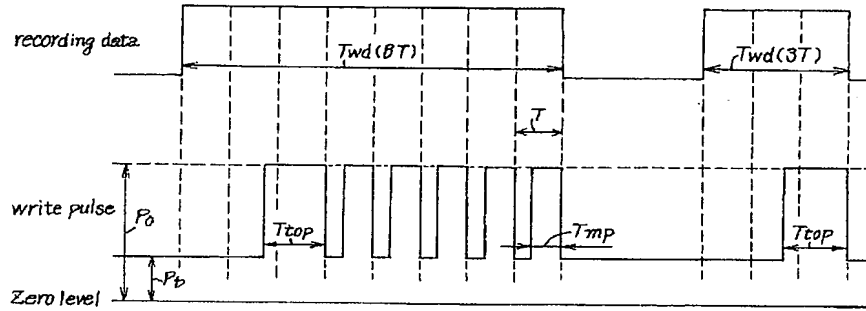 recording data
Twd(8T)
Twd(3T)
T
write pulse
Po
Ttop
Tmp
Ttop
Pb
Zero level